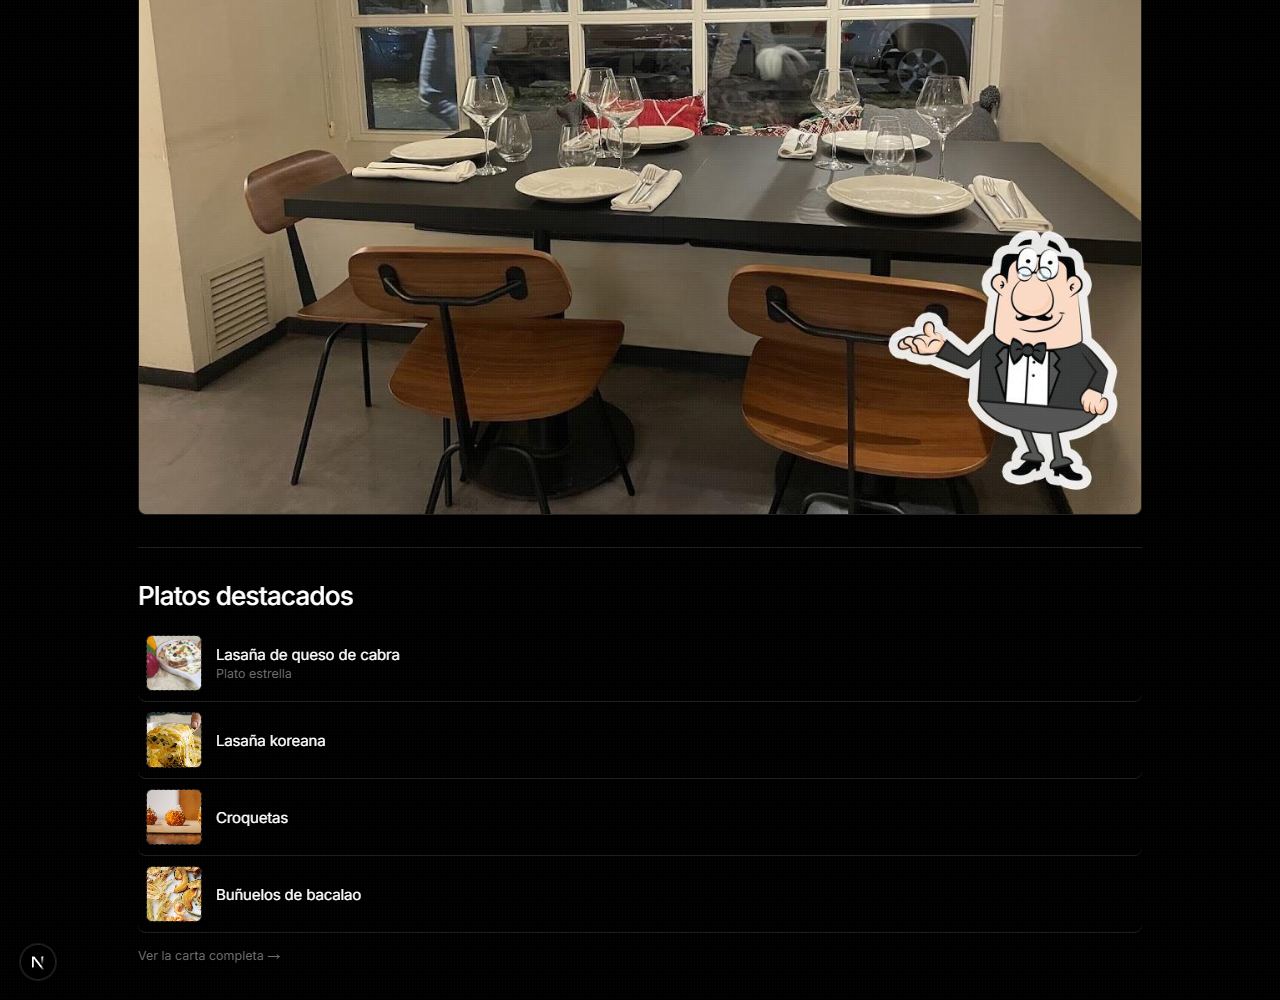 Platos destacados
Lasaña de queso de cabra
Plato estrella
Lasaña koreana
Croquetas
Buñuelos de bacalao
Ver la carta completa →
N